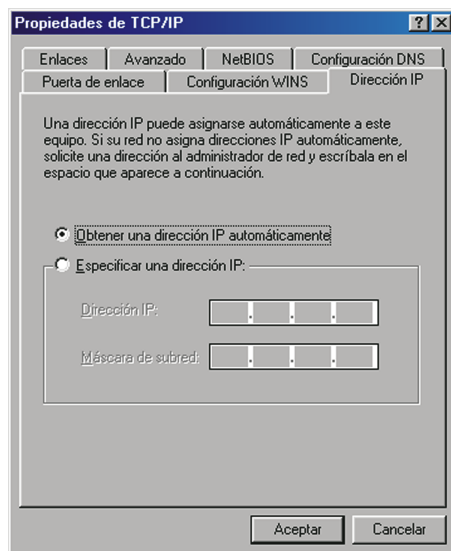 Propiedades de TCP/IP
Enlaces Avanzado NetBIOS Configuración DNS
Puerta de enlace Configuración WINS Dirección IP
Una dirección IP puede asignarse automáticamente a este
equipo. Si su red no asigna direcciones IP automáticamente,
solicite una dirección al administrador de red y escríbala en el
espacio que aparece a continuación.
Obtener una dirección IP automáticamente
Especificar una dirección IP:
Dirección IP:
Máscara de subred:
Aceptar Cancelar